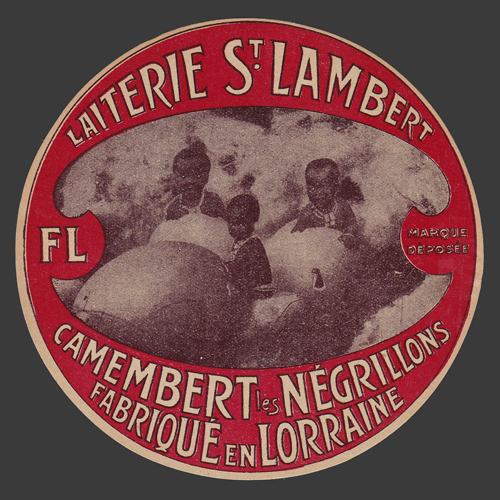 LAITERIE ST. LAMBERT
FL
MARQUE
DÉPOSÉE
CAMEMBERT les NÉGRILLONS
FABRIQUÉ EN LORRAINE